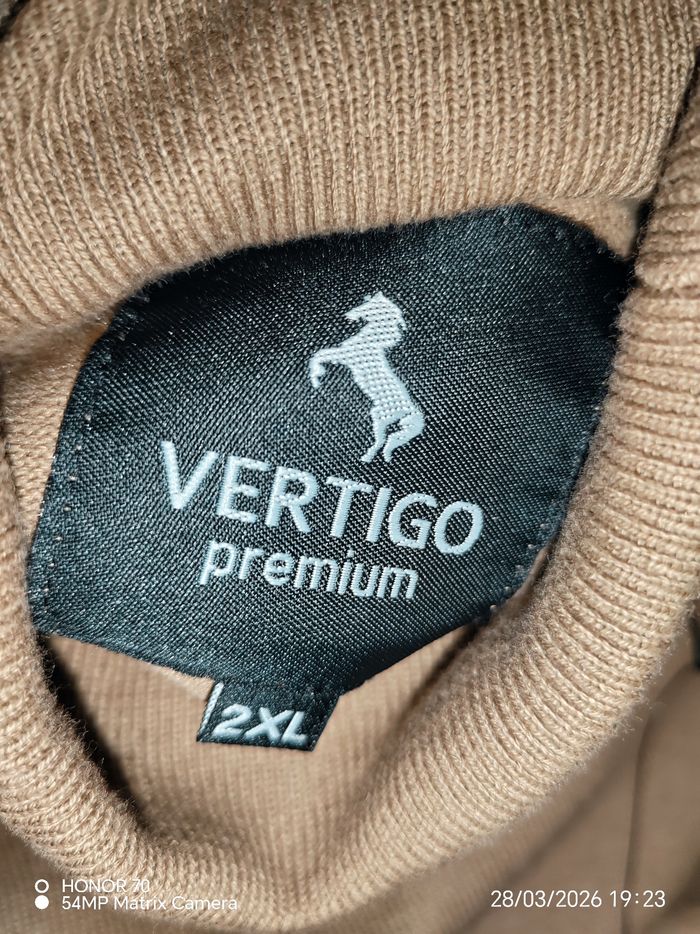 VERTIGO
premium
2XL
HONOR 70
54MP Matrix Camera
28/03/2026 19:23